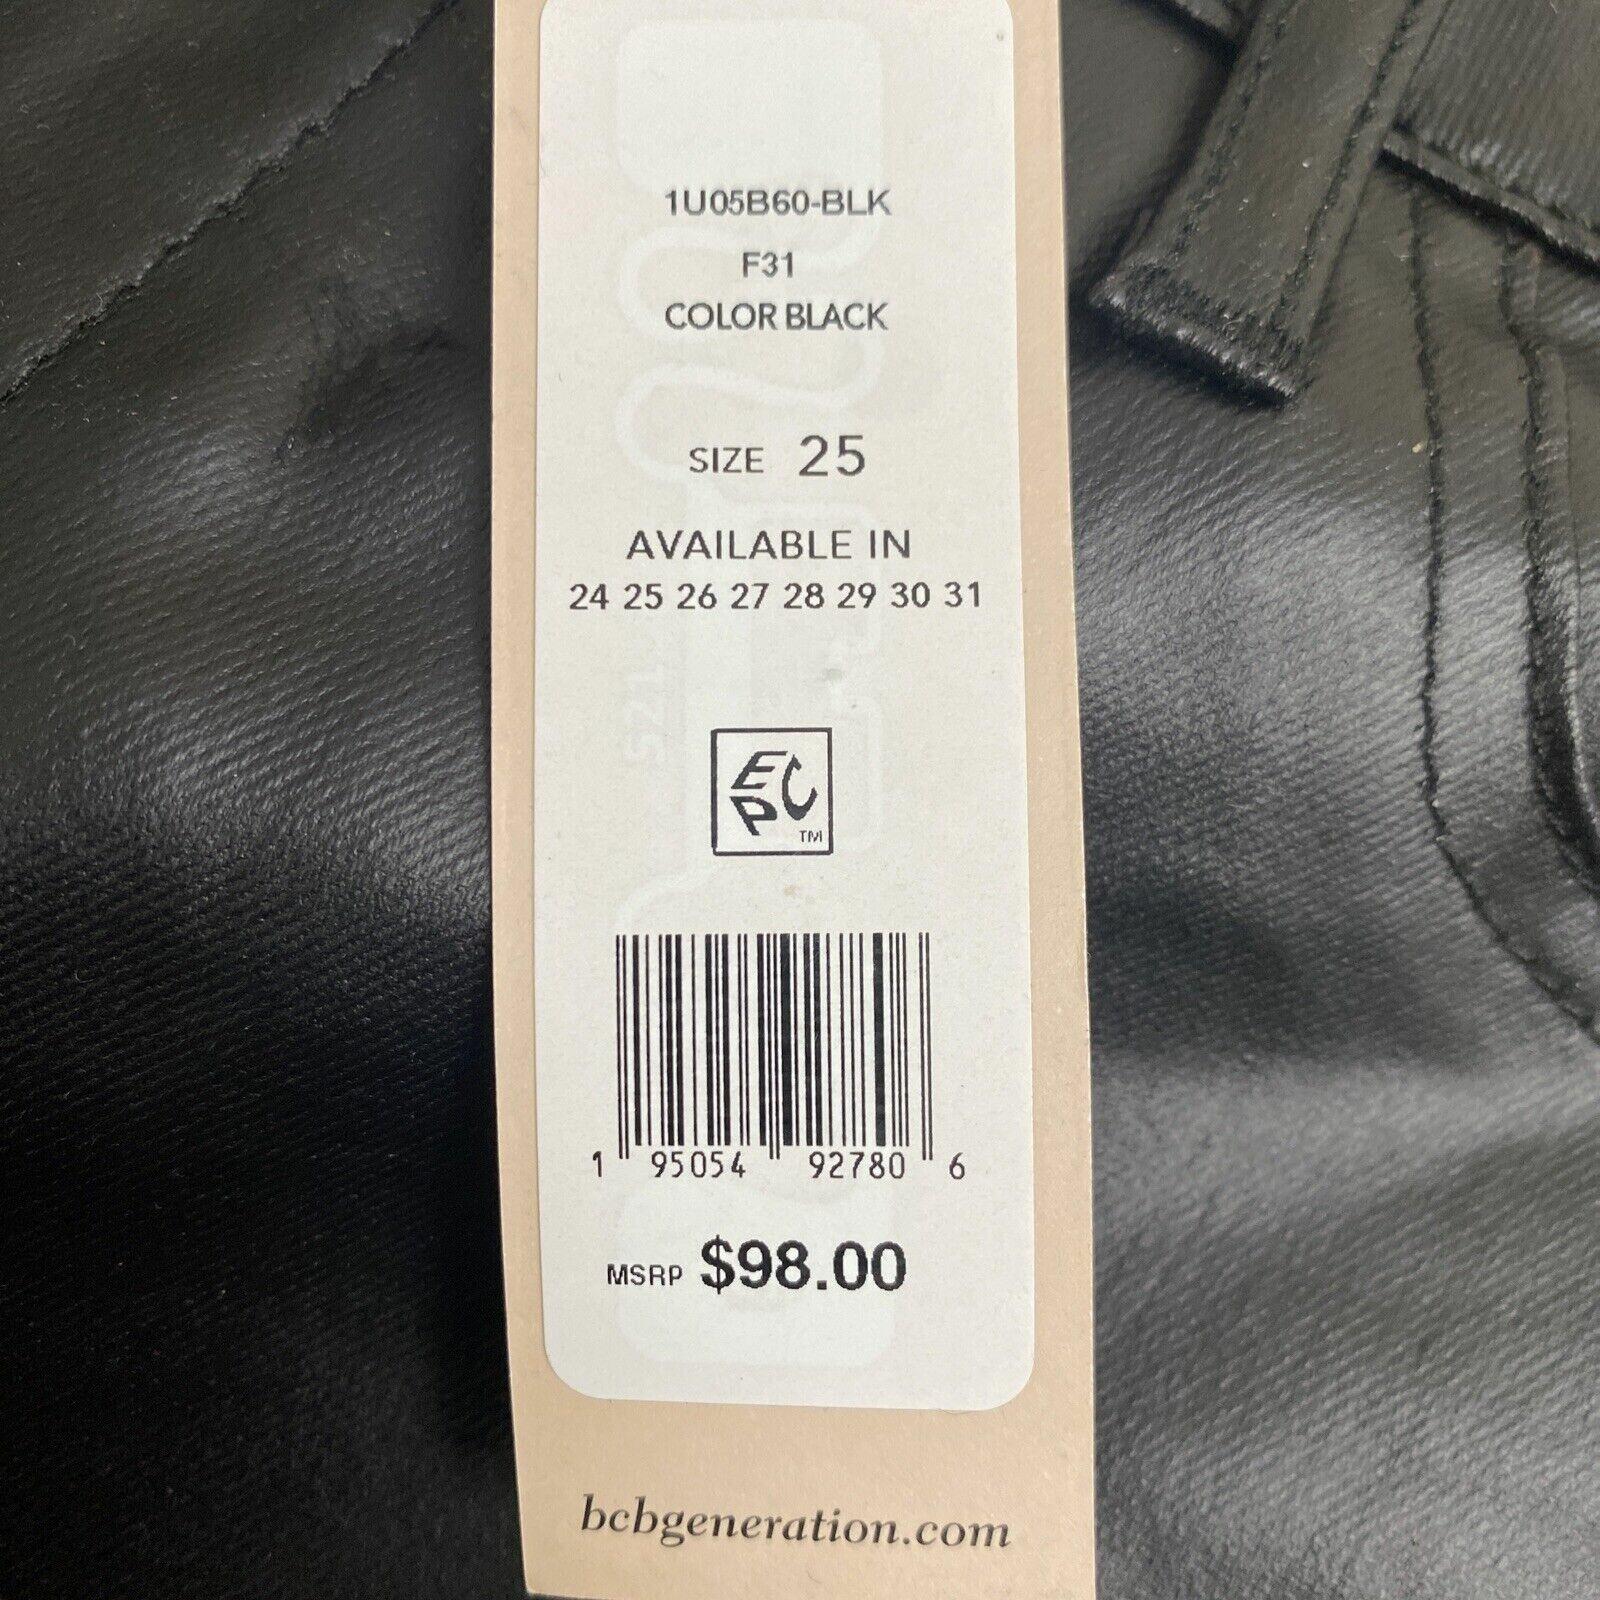 1U05B60-BLK
F31
COLOR BLACK
SIZE 25
AVAILABLE IN
24 25 26 27 28 29 30 31
EPC
TM
1 95054 92780 6
MSRP $98.00
bcbgeneration.com